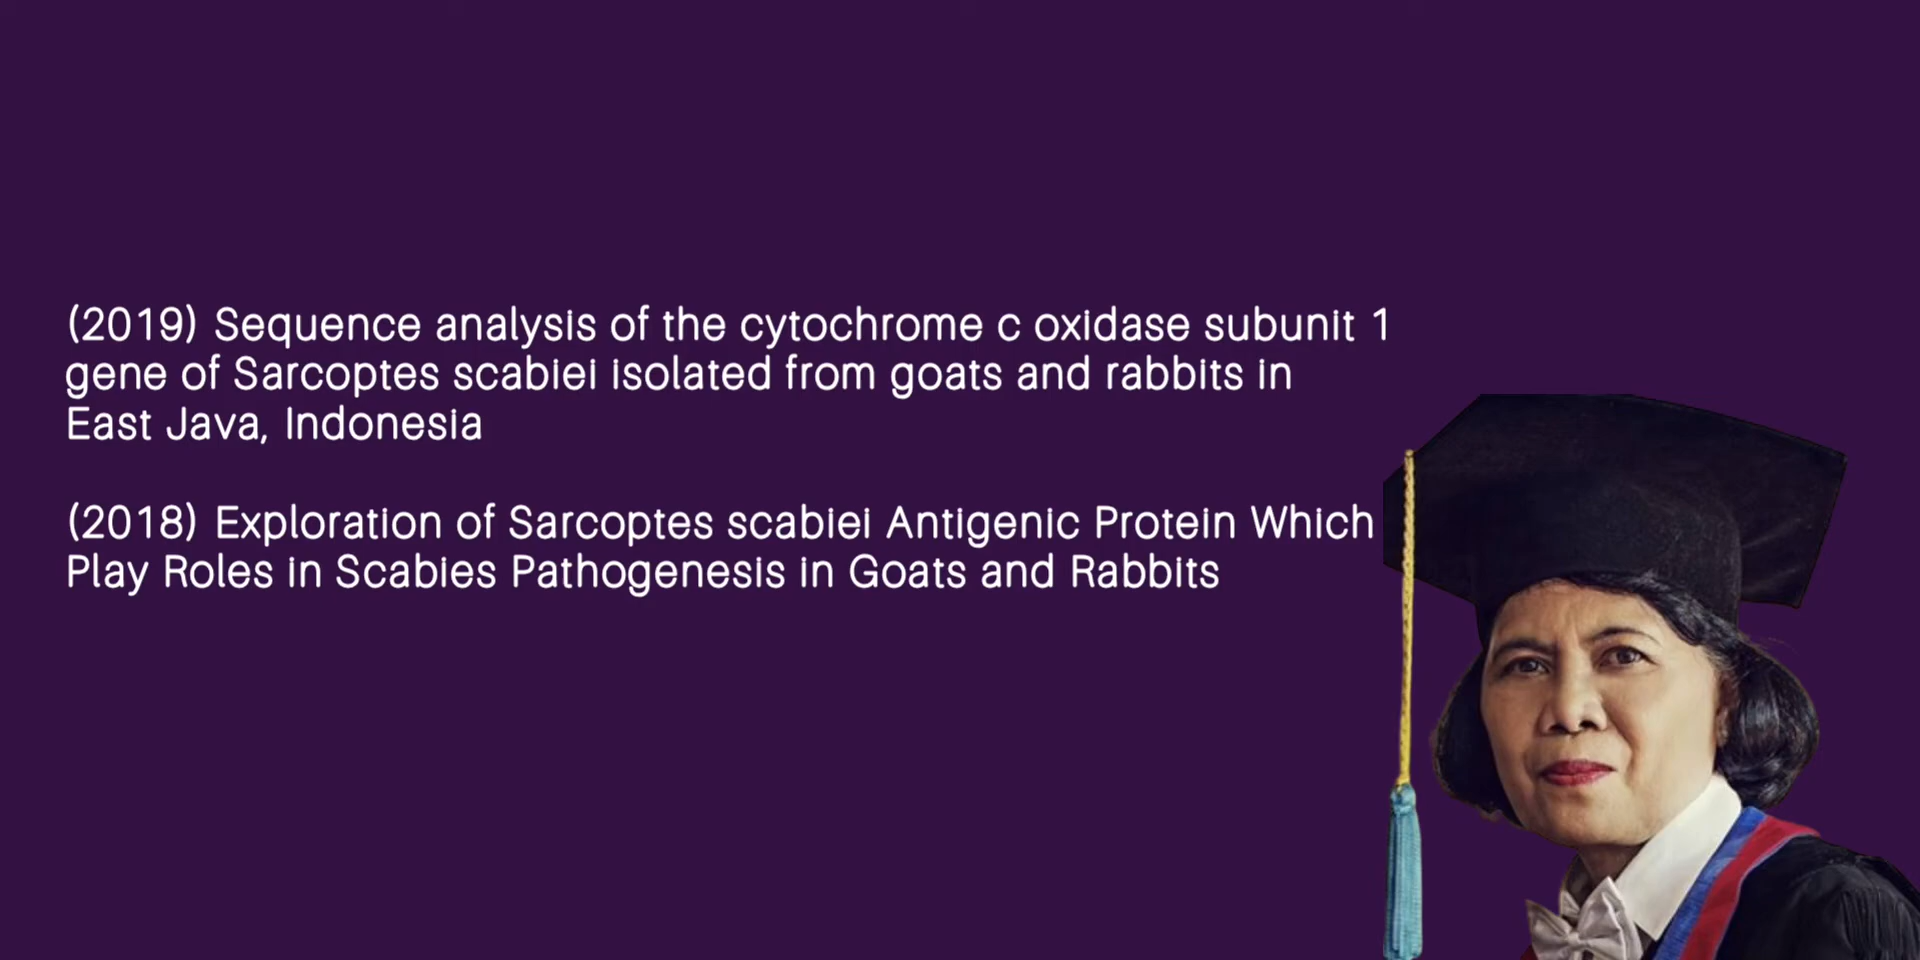 (2019) Sequence analysis of the cytochrome c oxidase subunit 1
gene of Sarcoptes scabiei isolated from goats and rabbits in
East Java, Indonesia
(2018) Exploration of Sarcoptes scabiei Antigenic Protein Which
Play Roles in Scabies Pathogenesis in Goats and Rabbits